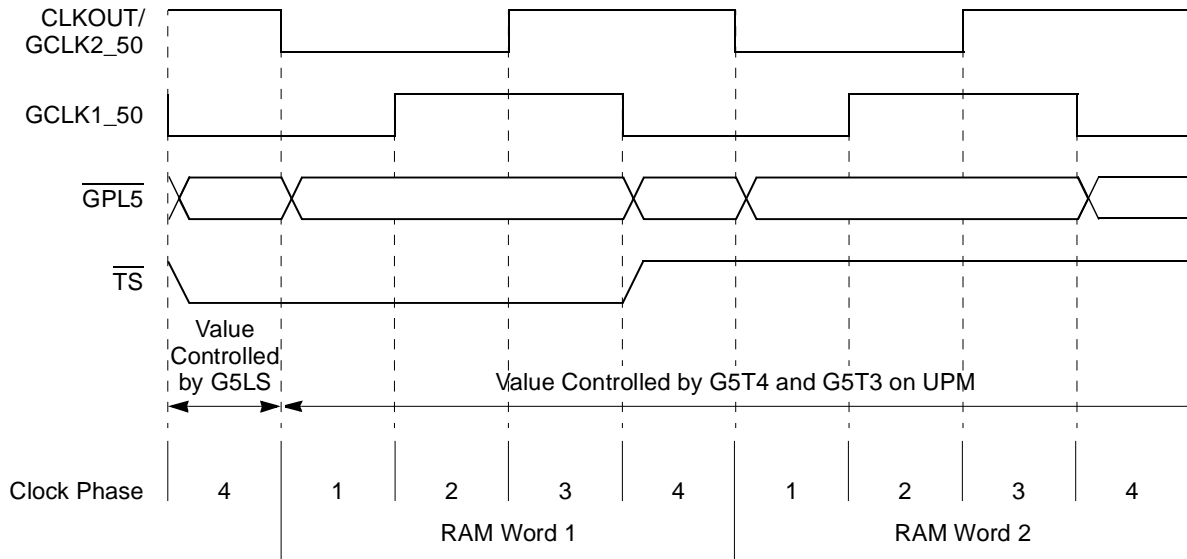 CLKOUT/
GCLK2_50
GCLK1_50
GPL5
TS
Value
Controlled
by G5LS
Value Controlled by G5T4 and G5T3 on UPM
Clock Phase 4 1 2 3 4 1 2 3 4
RAM Word 1 RAM Word 2